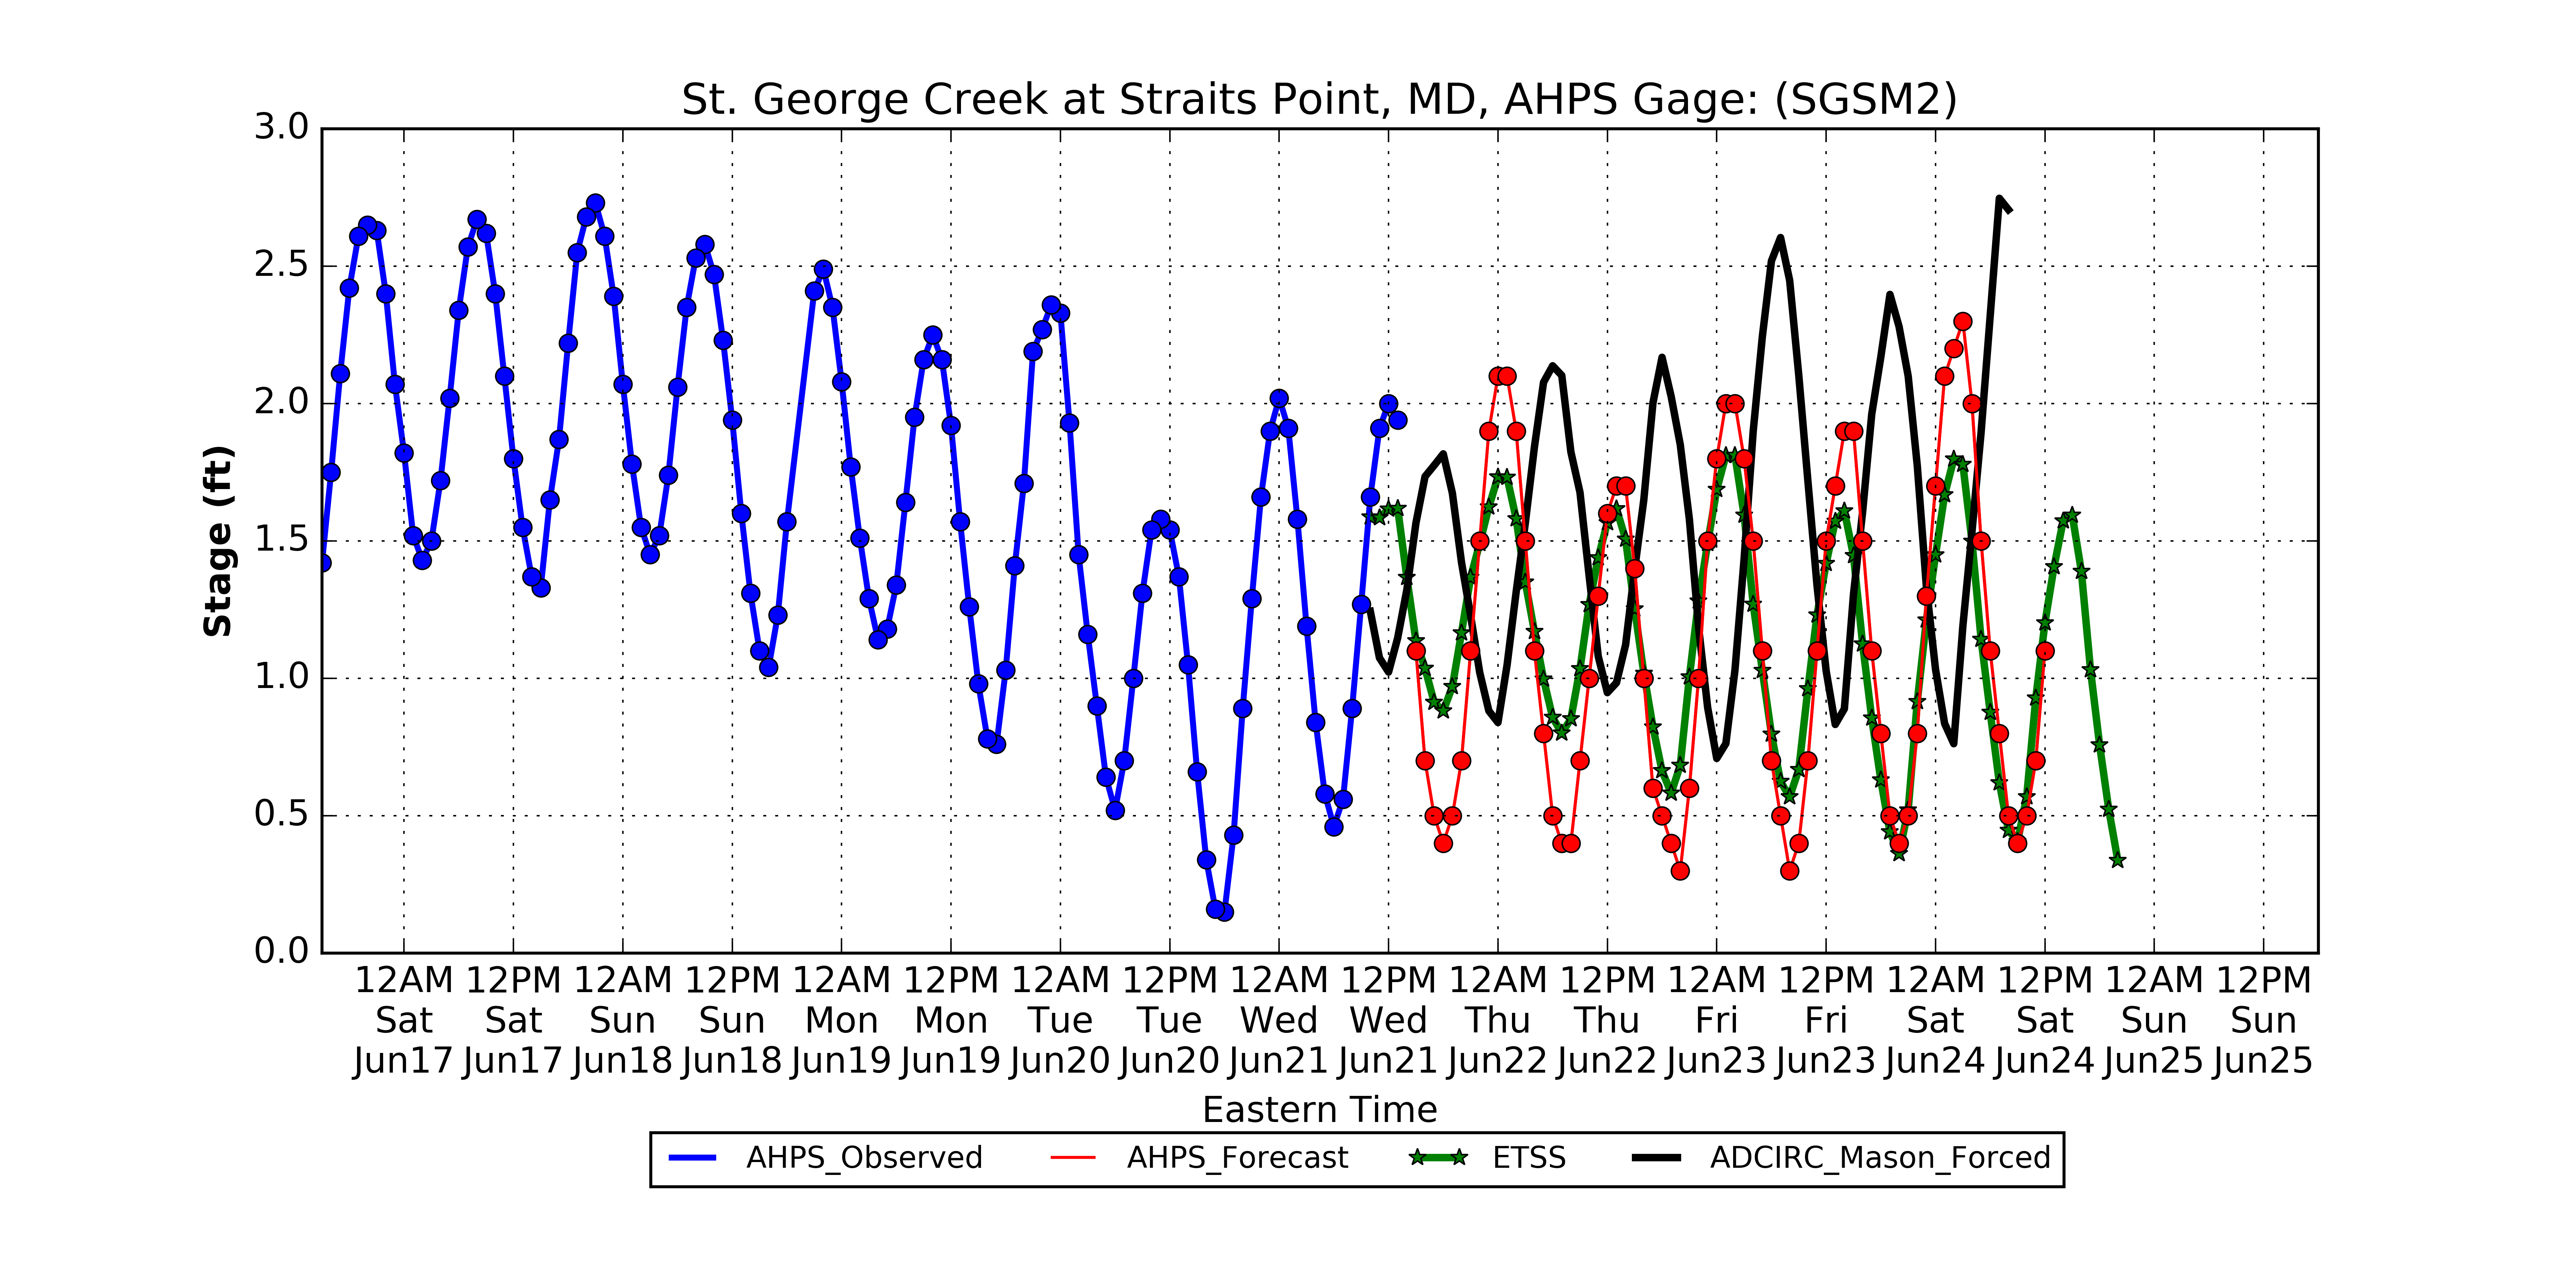 St. George Creek at Straits Point, MD, AHPS Gage: (SGSM2)
3.0
2.5
2.0
1.5
1.0
0.5
0.0
Stage (ft)
12AM 12PM 12AM 12PM 12AM 12PM 12AM 12PM 12AM 12PM 12AM 12PM 12AM 12PM 12AM 12PM 12AM 12PM
Sat Sat Sun Sun Mon Mon Tue Tue Wed Wed Thu Thu Fri Fri Sat Sat Sun Sun
Jun17 Jun17 Jun18 Jun18 Jun19 Jun19 Jun20 Jun20 Jun21 Jun21 Jun22 Jun22 Jun23 Jun23 Jun24 Jun24 Jun25 Jun25
Eastern Time
AHPS_Observed AHPS_Forecast ETSS ADCIRC_Mason_Forced